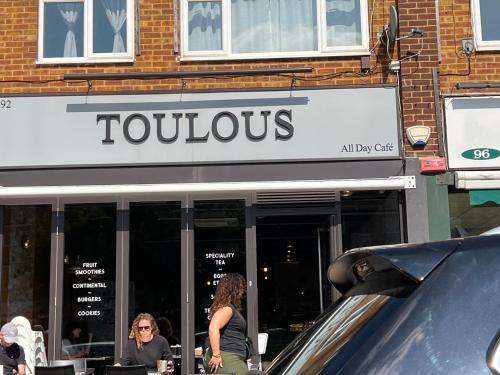 92
TOULOUS
All Day Café
96
FRUIT
SMOOTHIES
CONTINENTAL
BURGERS
COOKIES
SPECIALITY
TEA